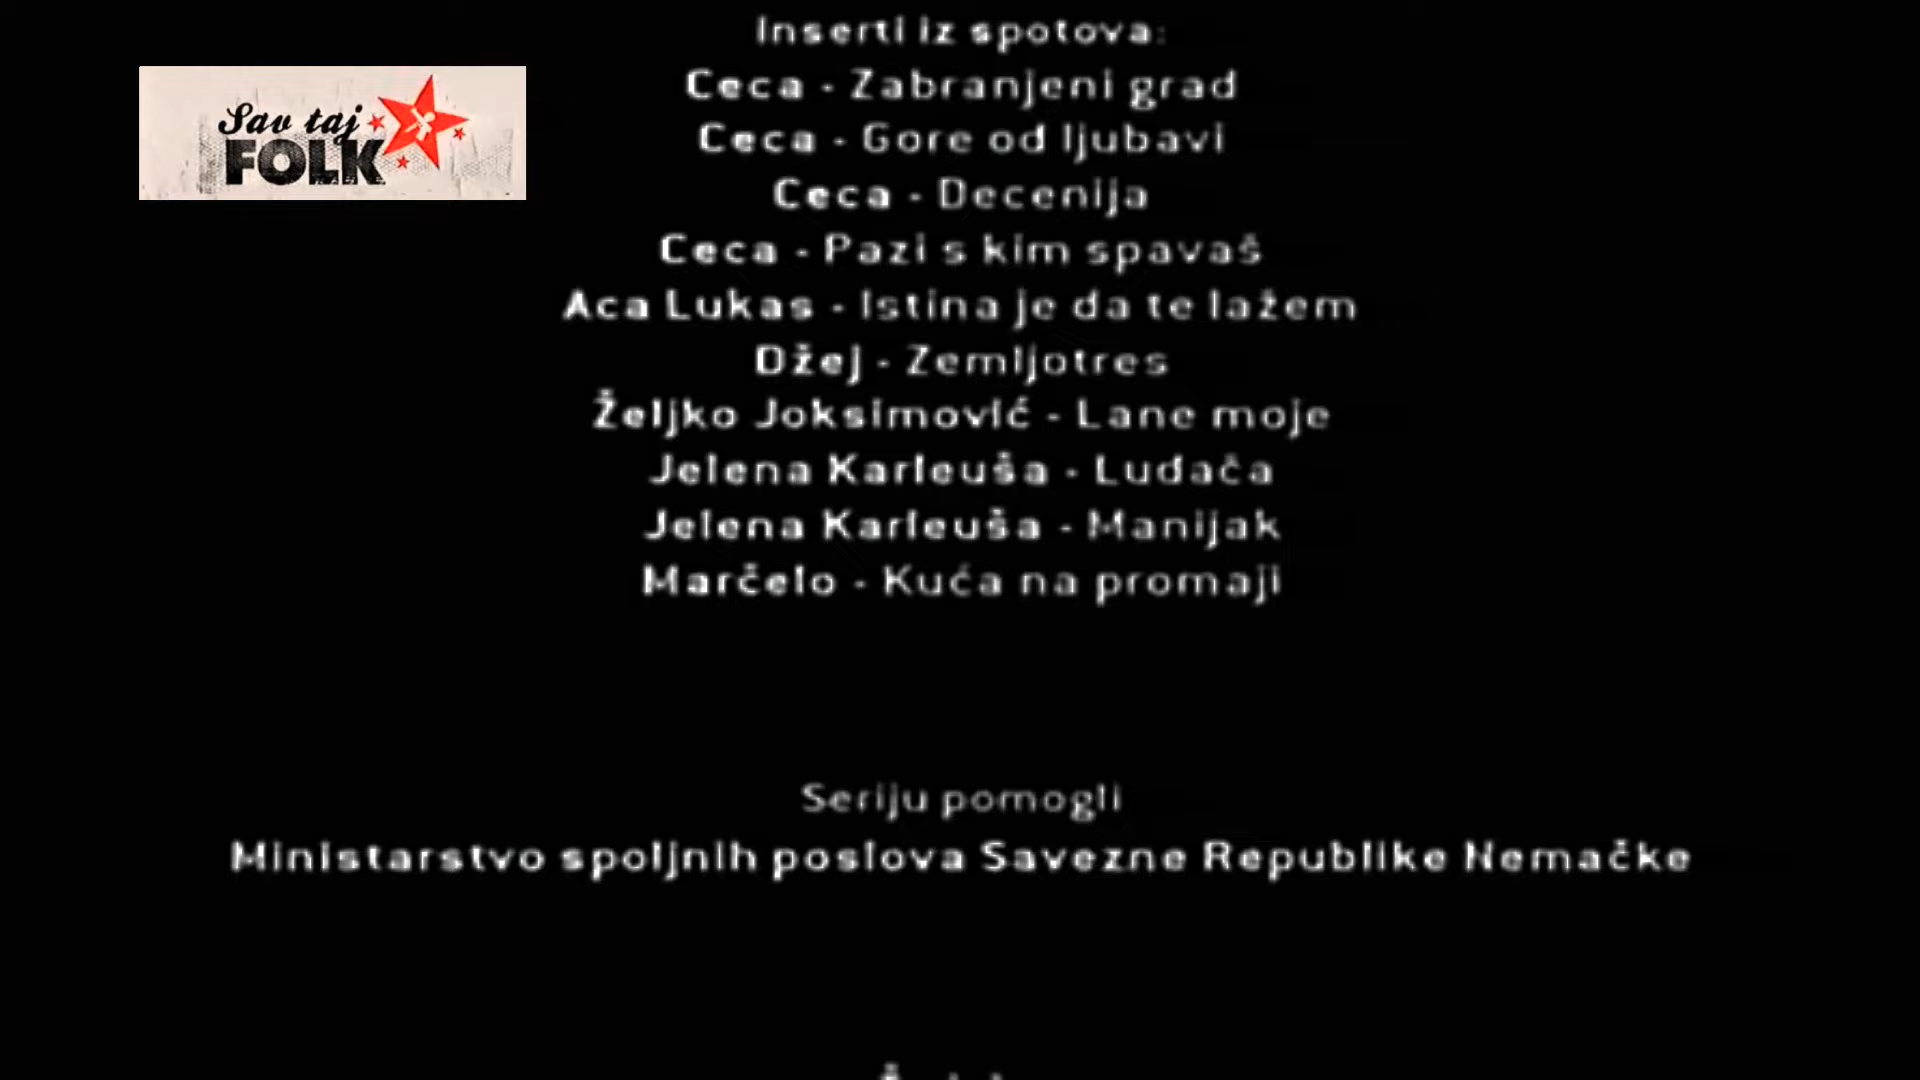 Inserti iz spotova:
Sav taj
FOLK
Ceca - Zabranjeni grad
Ceca - Gore od ljubavi
Ceca - Decenija
Ceca - Pazi s kim spavaš
Aca Lukas - Istina je da te lažem
Džej - Zemljotres
Željko Joksimović - Lane moje
Jelena Karleuša - Ludača
Jelena Karleuša - Manijak
Marčelo - Kuća na promaji
Seriju pomogli
Ministarstvo spoljnih poslova Savezne Republike Nemačke